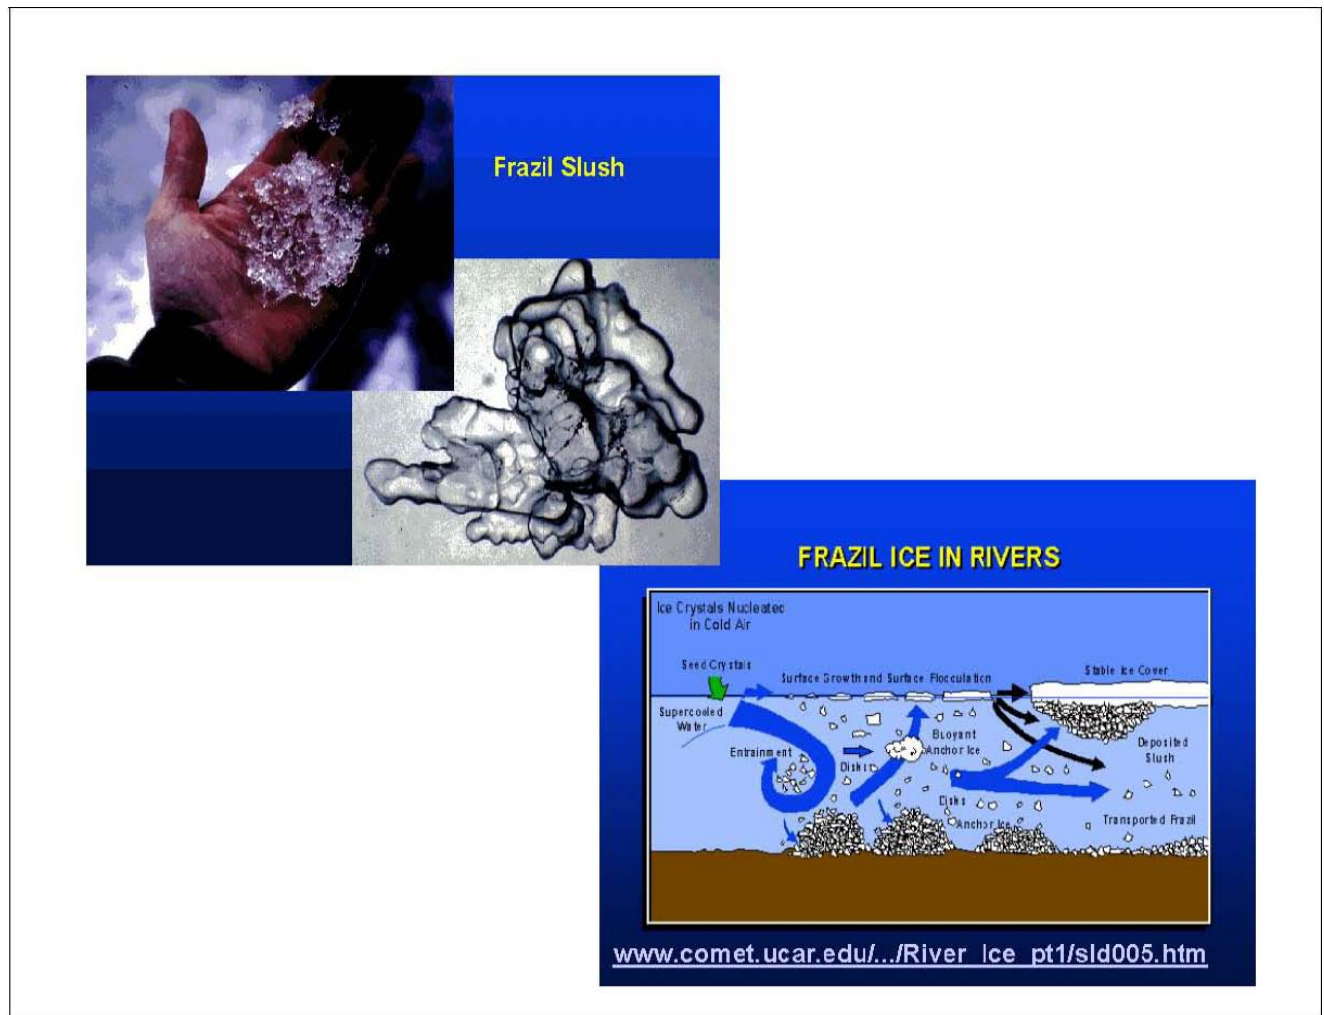 Frazil Slush
FRAZIL ICE IN RIVERS
Ice Crystals Nucleated
in Cold Air
Seed Crystals
Surface Growth and Surface Flocculation
Stable Ice Cover
Supercooled
Water
Entrainment
Disks
Buoyant
Anchor Ice
Deposited
Slush
Disks
Anchor Ice
Transported Frazil
www.comet.ucar.edu/.../River_Ice_pt1/sld005.htm